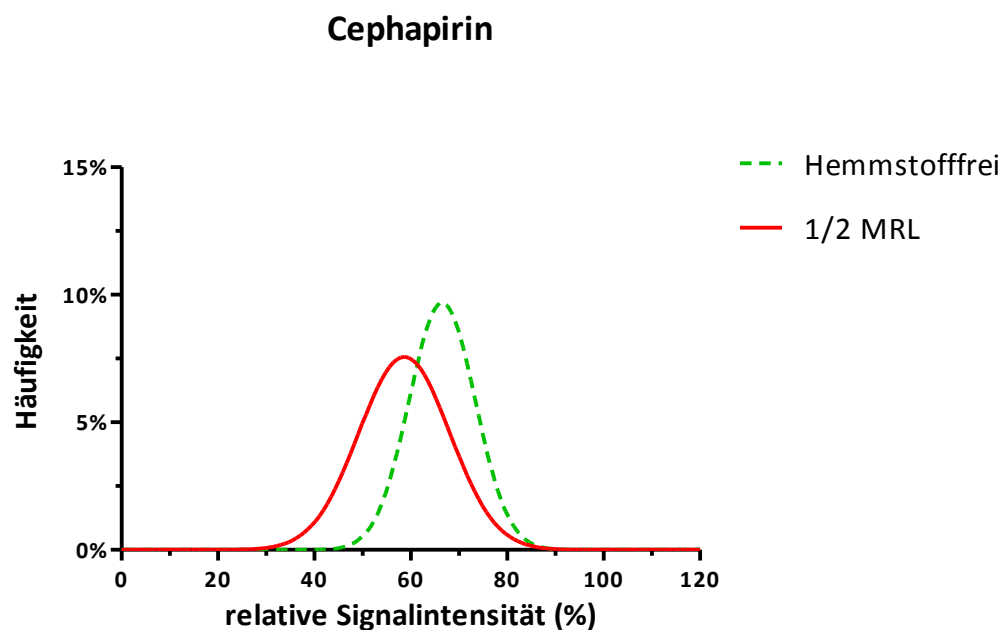 Cephapirin
Hemmstofffrei
1/2 MRL
Häufigkeit
15%
10%
5%
0%
0 20 40 60 80 100 120
relative Signalintensität (%)